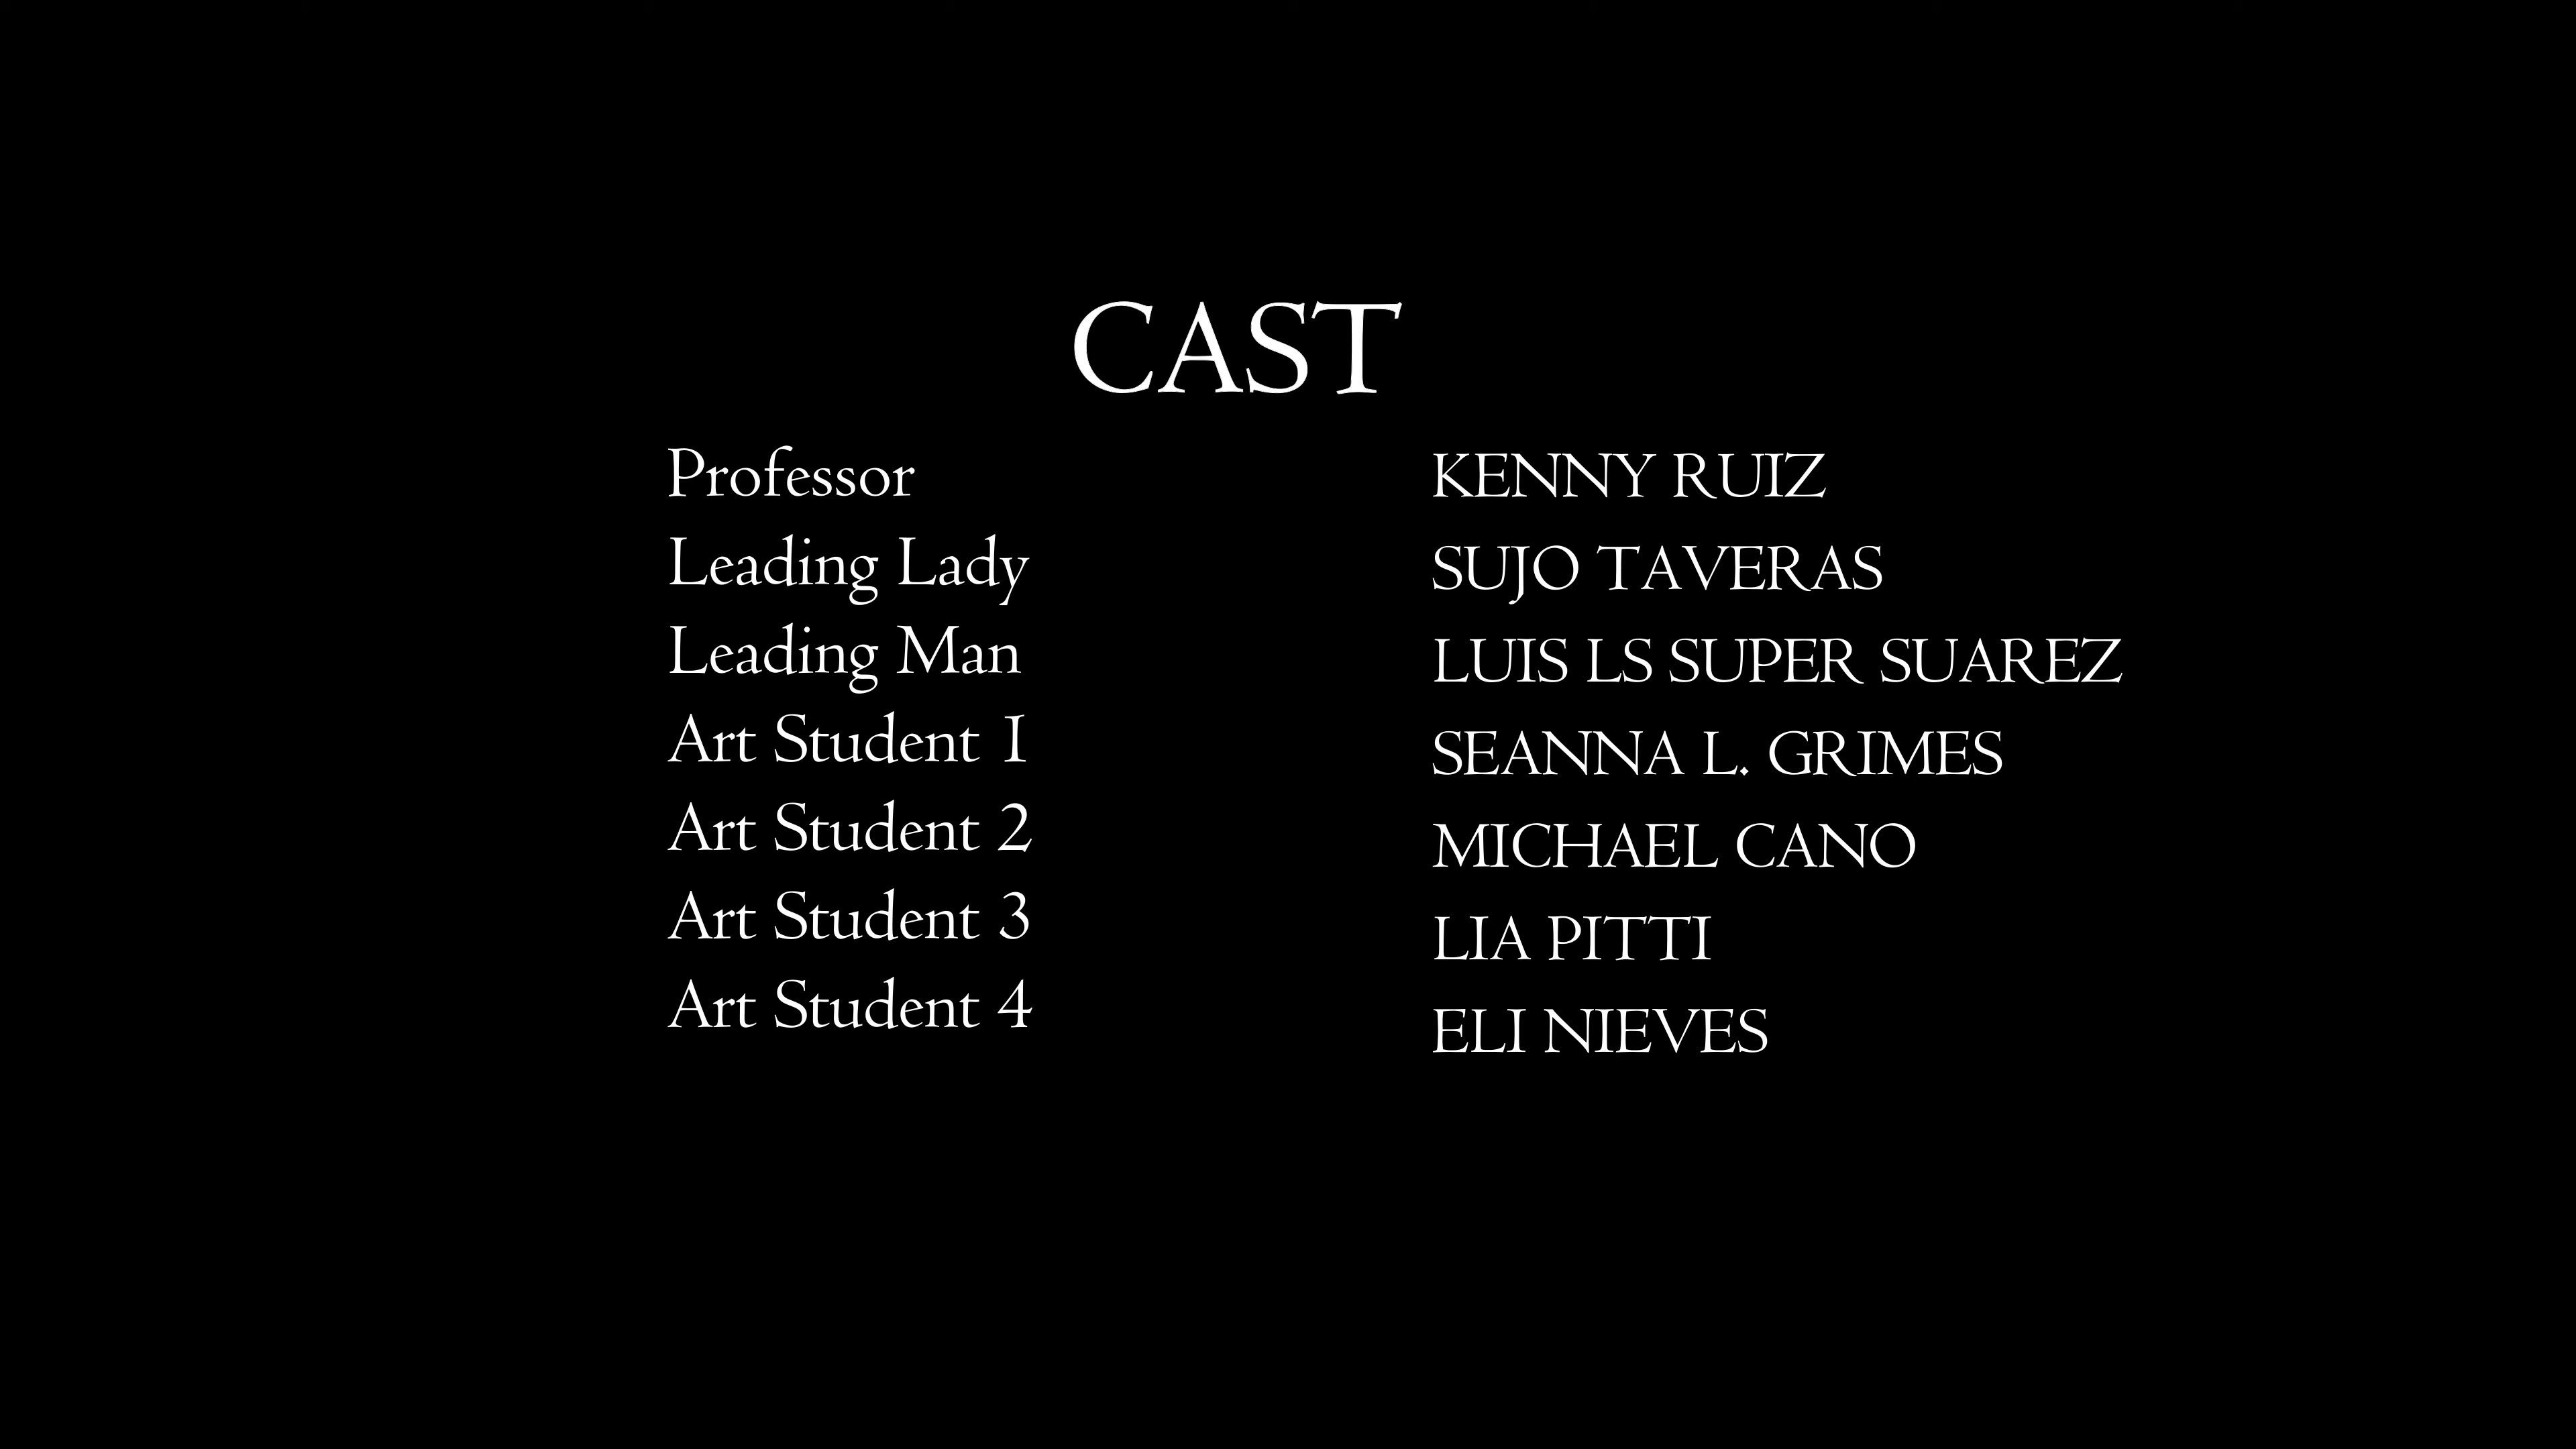 CAST
Professor KENNY RUIZ
Leading Lady SUJO TAVERAS
Leading Man LUIS LS SUPER SUAREZ
Art Student 1 SEANNA L. GRIMES
Art Student 2 MICHAEL CANO
Art Student 3 LIA PITTI
Art Student 4 ELI NIEVES